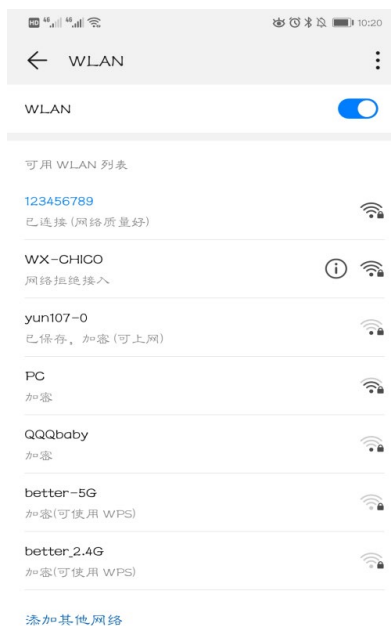 HD 4G 4G 10:20
WLAN
WLAN
可用 WLAN 列表
123456789
已连接 (网络质量好)
WX-CHICO
网络拒绝接入
yun107-0
已保存，加密 (可上网)
PC
加密
QQQbaby
加密
better-5G
加密(可使用 WPS)
better_2.4G
加密(可使用 WPS)
添加其他网络